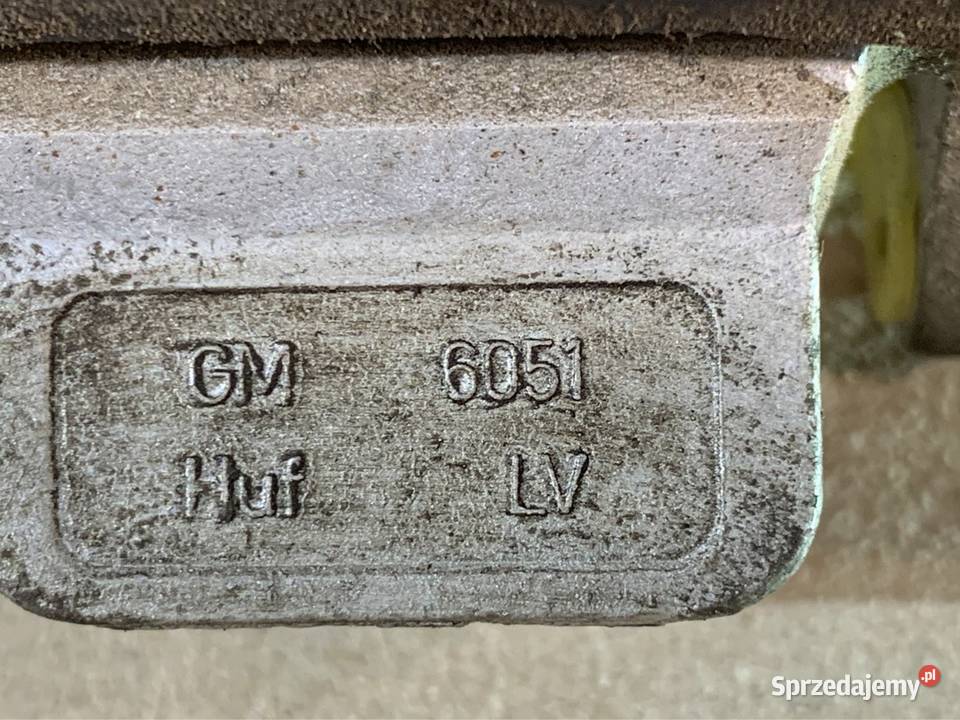 GM 6051
Huf LV
Sprzedajemy.pl